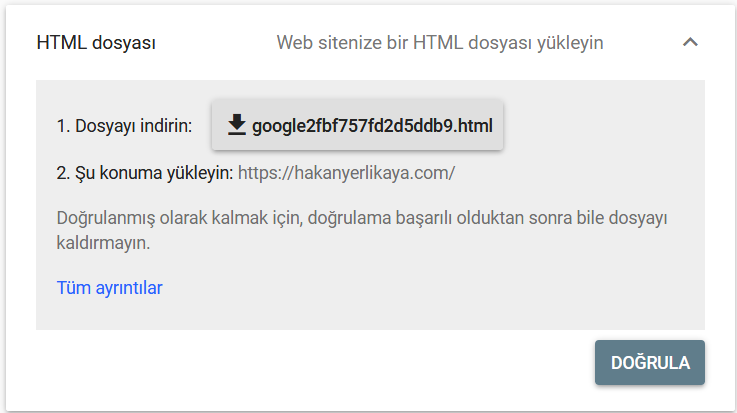 HTML dosyası
Web sitenize bir HTML dosyası yükleyin
1. Dosyayı indirin:
google2fbf757fd2d5ddb9.html
2. Şu konuma yükleyin: https://hakanyerlikaya.com/
Doğrulanmış olarak kalmak için, doğrulama başarılı olduktan sonra bile dosyayı
kaldırmayın.
Tüm ayrıntılar
DOĞRULA